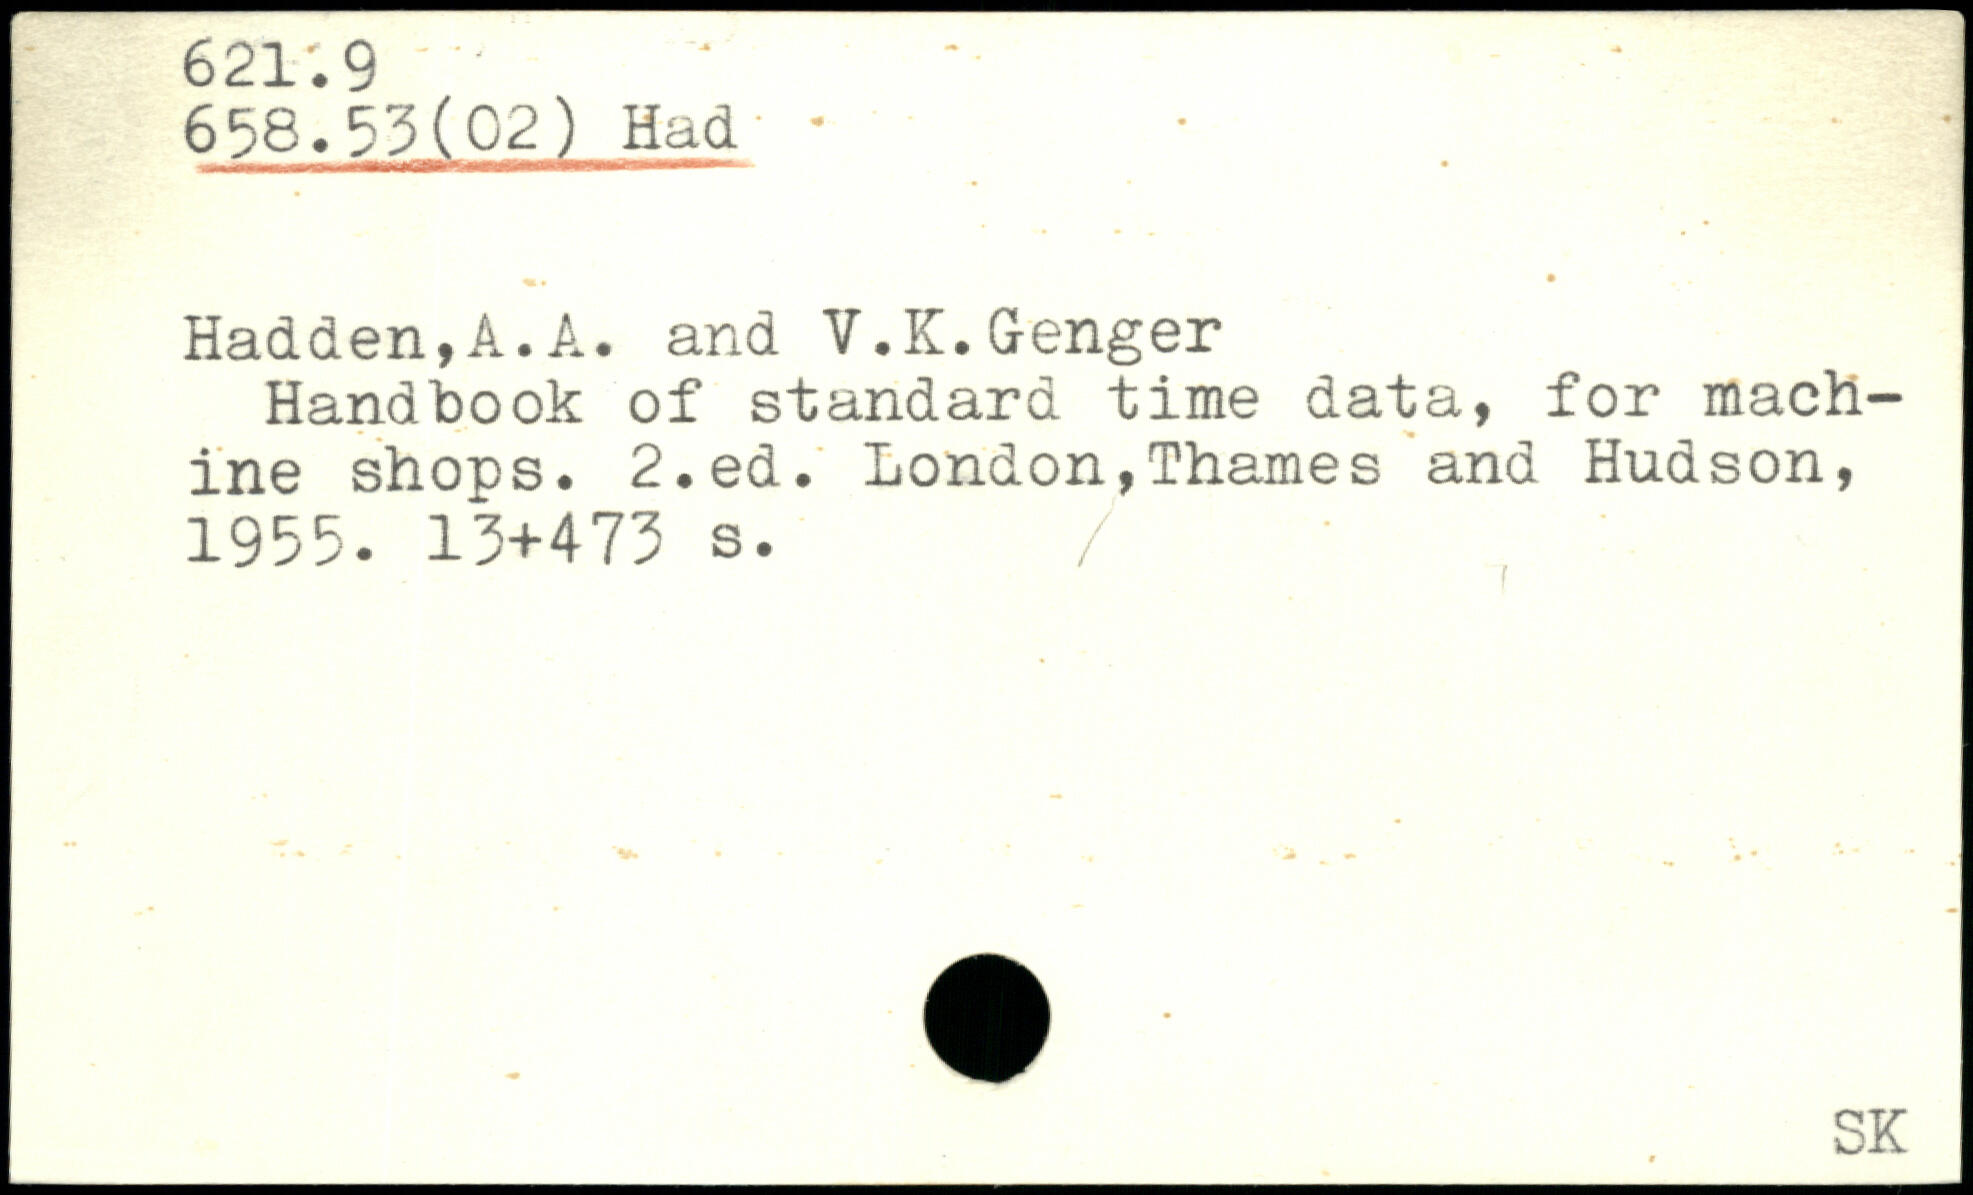 621.9
658.53(02) Had
Hadden,A.A. and V.K.Genger
Handbook of standard time data, for mach-
ine shops. 2.ed. London,Thames and Hudson,
1955. 13+473 s.
SK